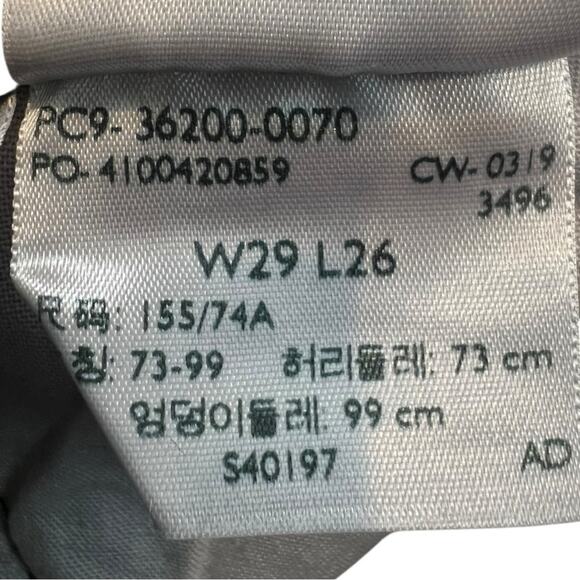 PC9- 36200-0070
PO- 4100420859 CW- 0319
3496
W29 L26
尺码: 155/74A
칭: 73-99 허리둘레: 73 cm
엉덩이둘레: 99 cm
S40197 AD